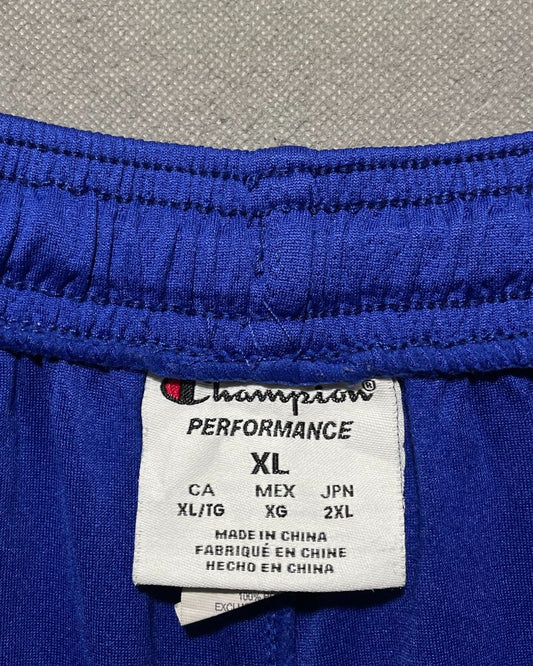 Champion®
PERFORMANCE
XL
CA MEX JPN
XL/TG XG 2XL
MADE IN CHINA
FABRIQUÉ EN CHINE
HECHO EN CHINA
100%